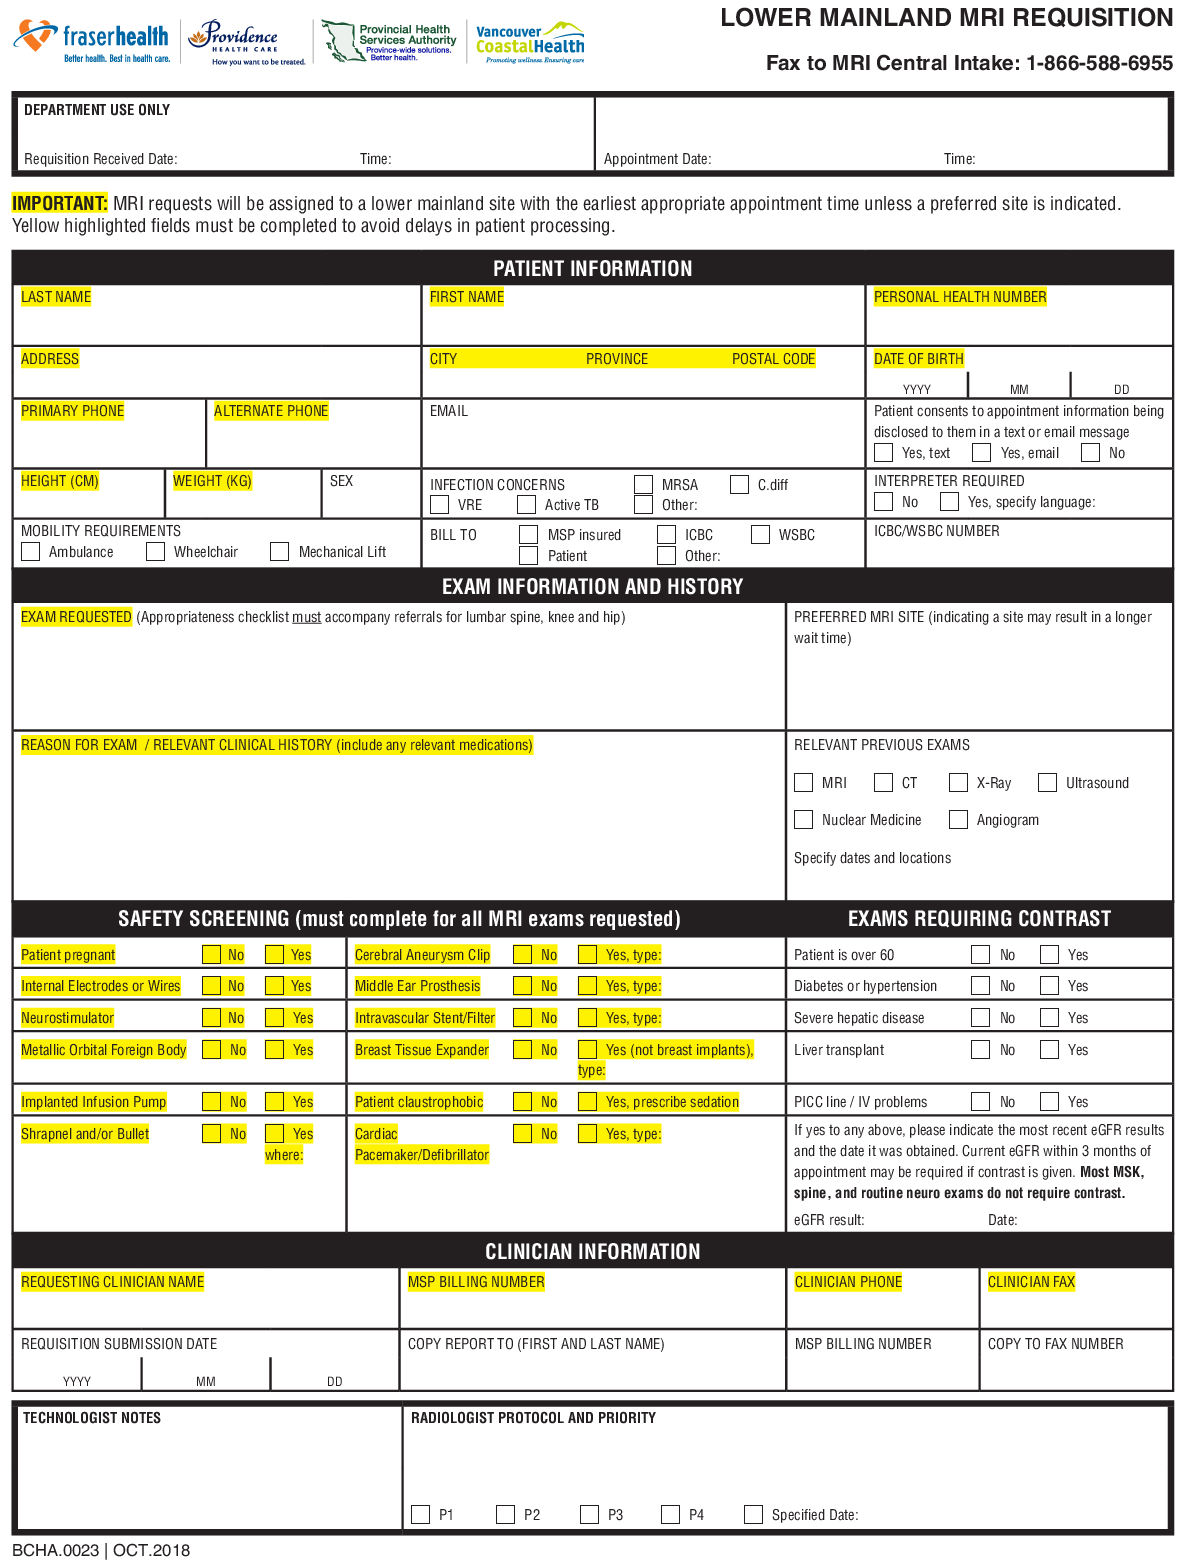 fraserhealth
Better health. Best in health care.
Providence
HEALTH CARE
How you want to be treated.
Provincial Health
Services Authority
Province-wide solutions.
Better health.
Vancouver
CoastalHealth
Promoting wellness. Ensuring care.
LOWER MAINLAND MRI REQUISITION
Fax to MRI Central Intake: 1-866-588-6955
DEPARTMENT USE ONLY
Requisition Received Date: Time: Appointment Date: Time:
IMPORTANT: MRI requests will be assigned to a lower mainland site with the earliest appropriate appointment time unless a preferred site is indicated.
Yellow highlighted fields must be completed to avoid delays in patient processing.
PATIENT INFORMATION
LAST NAME FIRST NAME PERSONAL HEALTH NUMBER
ADDRESS CITY PROVINCE POSTAL CODE DATE OF BIRTH
YYYY MM DD
PRIMARY PHONE ALTERNATE PHONE EMAIL
Patient consents to appointment information being
disclosed to them in a text or email message
Yes, text Yes, email No
HEIGHT (CM) WEIGHT (KG) SEX
INFECTION CONCERNS MRSA C.diff
VRE Active TB Other:
INTERPRETER REQUIRED
No Yes, specify language:
MOBILITY REQUIREMENTS
Ambulance Wheelchair Mechanical Lift
BILL TO MSP insured ICBC WSBC
Patient Other:
ICBC/WSBC NUMBER
EXAM INFORMATION AND HISTORY
EXAM REQUESTED (Appropriateness checklist must accompany referrals for lumbar spine, knee and hip)
PREFERRED MRI SITE (indicating a site may result in a longer
wait time)
REASON FOR EXAM / RELEVANT CLINICAL HISTORY (include any relevant medications)
RELEVANT PREVIOUS EXAMS
MRI CT X-Ray Ultrasound
Nuclear Medicine Angiogram
Specify dates and locations
SAFETY SCREENING (must complete for all MRI exams requested)
EXAMS REQUIRING CONTRAST
Patient pregnant No Yes Cerebral Aneurysm Clip No Yes, type: Patient is over 60 No Yes
Internal Electrodes or Wires No Yes Middle Ear Prosthesis No Yes, type: Diabetes or hypertension No Yes
Neurostimulator No Yes Intravascular Stent/Filter No Yes, type: Severe hepatic disease No Yes
Metallic Orbital Foreign Body No Yes Breast Tissue Expander No Yes (not breast implants), Liver transplant No Yes
type:
Implanted Infusion Pump No Yes Patient claustrophobic No Yes, prescribe sedation PICC line / IV problems No Yes
Shrapnel and/or Bullet No Yes Cardiac No Yes, type:
where: Pacemaker/Defibrillator
If yes to any above, please indicate the most recent eGFR results
and the date it was obtained. Current eGFR within 3 months of
appointment may be required if contrast is given. Most MSK,
spine, and routine neuro exams do not require contrast.
eGFR result: Date:
CLINICIAN INFORMATION
REQUESTING CLINICIAN NAME MSP BILLING NUMBER CLINICIAN PHONE CLINICIAN FAX
REQUISITION SUBMISSION DATE COPY REPORT TO (FIRST AND LAST NAME) MSP BILLING NUMBER COPY TO FAX NUMBER
YYYY MM DD
TECHNOLOGIST NOTES RADIOLOGIST PROTOCOL AND PRIORITY
P1 P2 P3 P4 Specified Date:
BCHA.0023 | OCT.2018